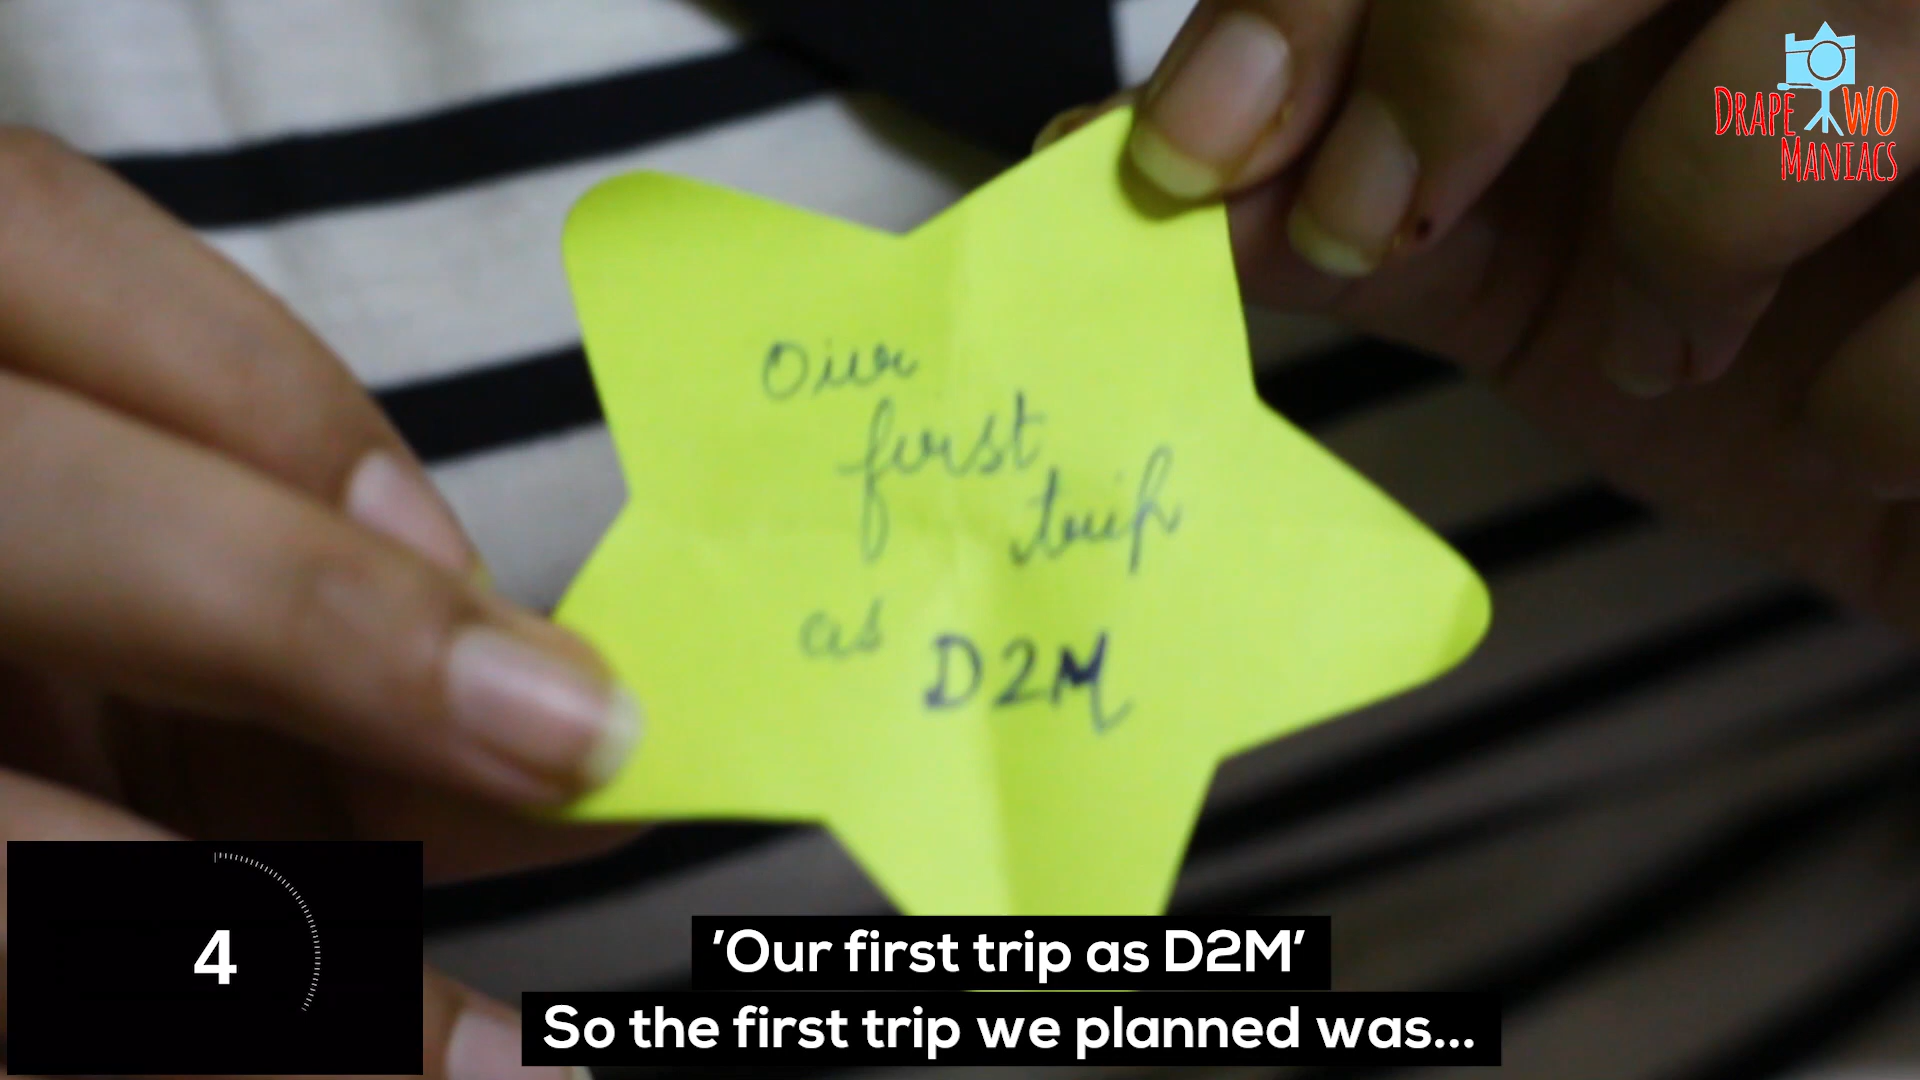 DRAPE TWO
MANIACS
Our
first
trip
as D2M
4
'Our first trip as D2M'
So the first trip we planned was...